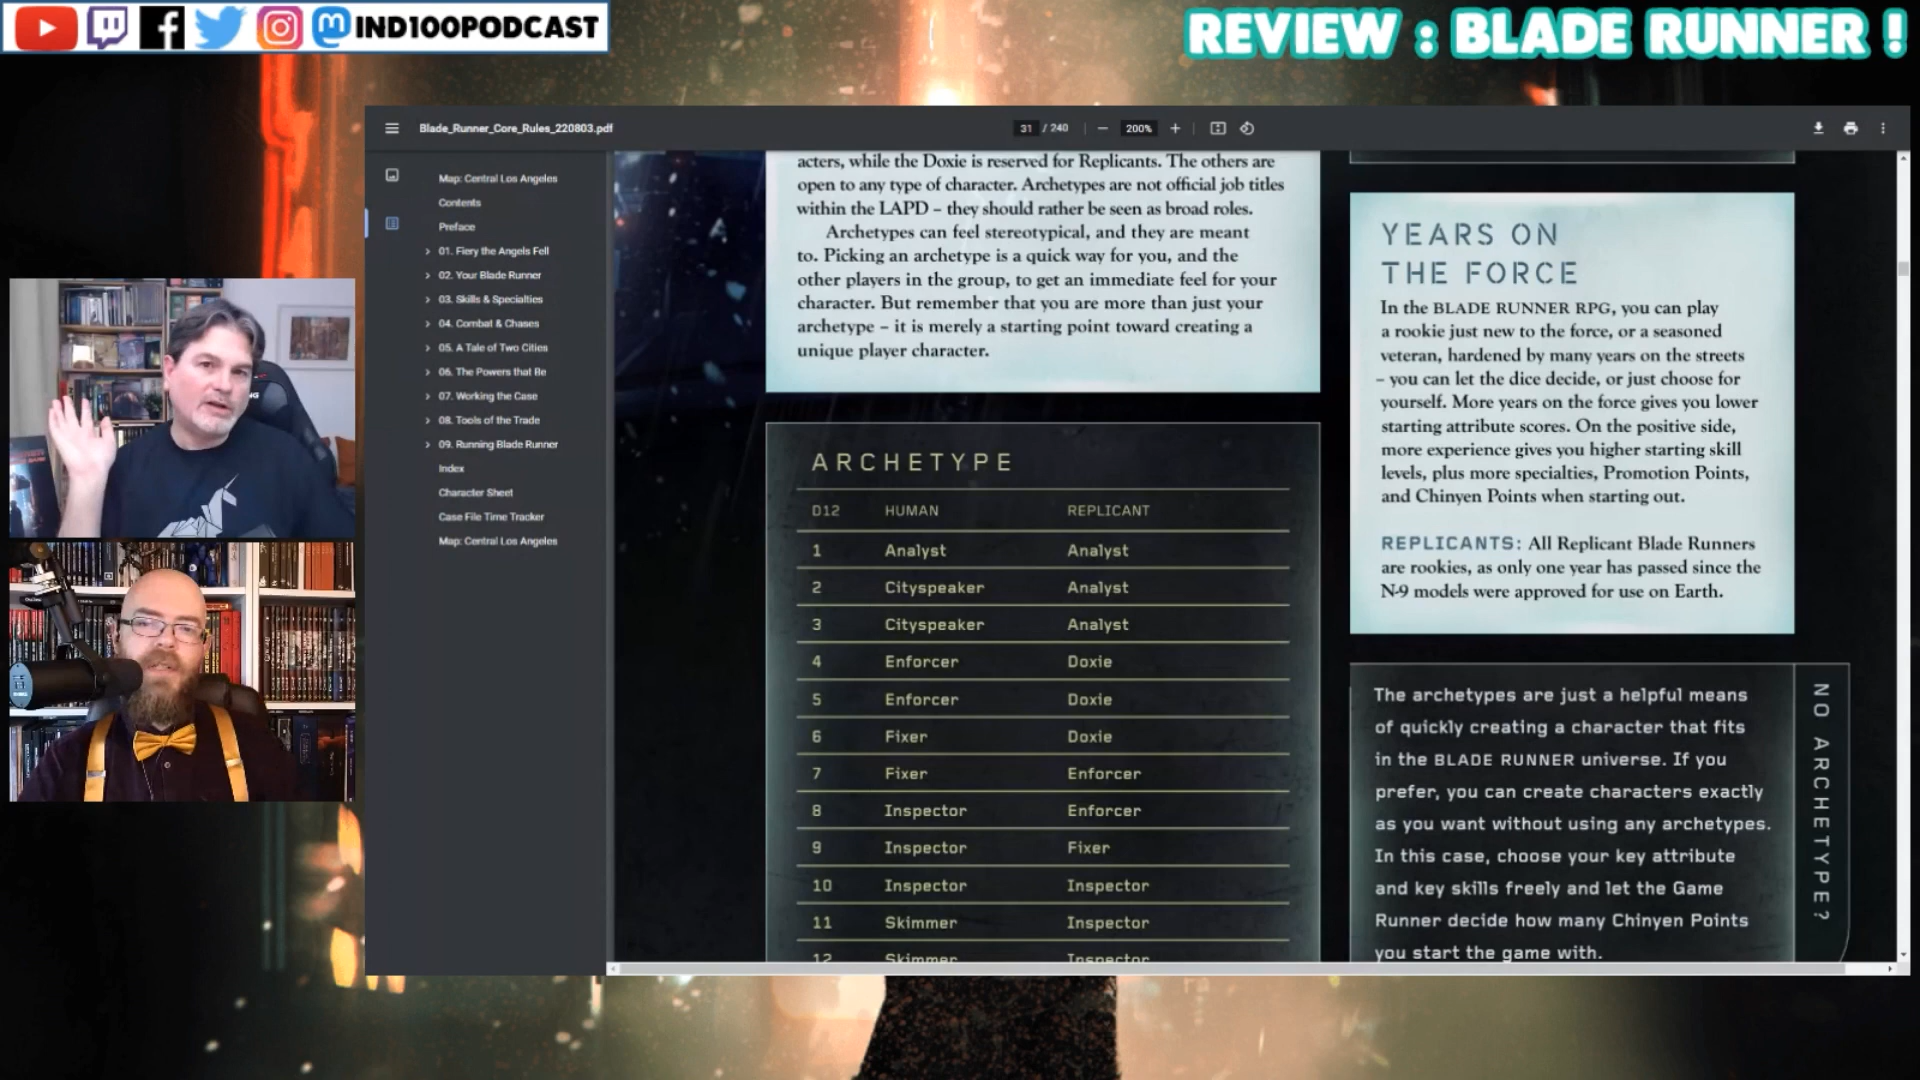 IND100PODCAST
REVIEW : BLADE RUNNER !
Blade_Runner_Core_Rules_220803.pdf
31 / 240
200%
Map: Central Los Angeles
Contents
Preface
01. Fiery the Angels Fell
02. Your Blade Runner
03. Skills & Specialties
04. Combat & Chases
05. A Tale of Two Cities
06. The Powers that Be
07. Working the Case
08. Tools of the Trade
09. Running Blade Runner
Index
Character Sheet
Case File Time Tracker
Map: Central Los Angeles
acters, while the Doxie is reserved for Replicants. The others are
open to any type of character. Archetypes are not official job titles
within the LAPD – they should rather be seen as broad roles.
Archetypes can feel stereotypical, and they are meant
to. Picking an archetype is a quick way for you, and the
other players in the group, to get an immediate feel for your
character. But remember that you are more than just your
archetype – it is merely a starting point toward creating a
unique player character.
ARCHETYPE
D12 HUMAN REPLICANT
1 Analyst Analyst
2 Cityspeaker Analyst
3 Cityspeaker Analyst
4 Enforcer Doxie
5 Enforcer Doxie
6 Fixer Doxie
7 Fixer Enforcer
8 Inspector Enforcer
9 Inspector Fixer
10 Inspector Inspector
11 Skimmer Inspector
12 Skimmer Inspector
YEARS ON
THE FORCE
In the BLADE RUNNER RPG, you can play
a rookie just new to the force, or a seasoned
veteran, hardened by many years on the streets
– you can let the dice decide, or just choose for
yourself. More years on the force gives you lower
starting attribute scores. On the positive side,
more experience gives you higher starting skill
levels, plus more specialties, Promotion Points,
and Chinyen Points when starting out.
REPLICANTS: All Replicant Blade Runners
are rookies, as only one year has passed since the
N-9 models were approved for use on Earth.
The archetypes are just a helpful means
of quickly creating a character that fits
in the BLADE RUNNER universe. If you
prefer, you can create characters exactly
as you want without using any archetypes.
In this case, choose your key attribute
and key skills freely and let the Game
Runner decide how many Chinyen Points
you start the game with.
NO ARCHETYPE?